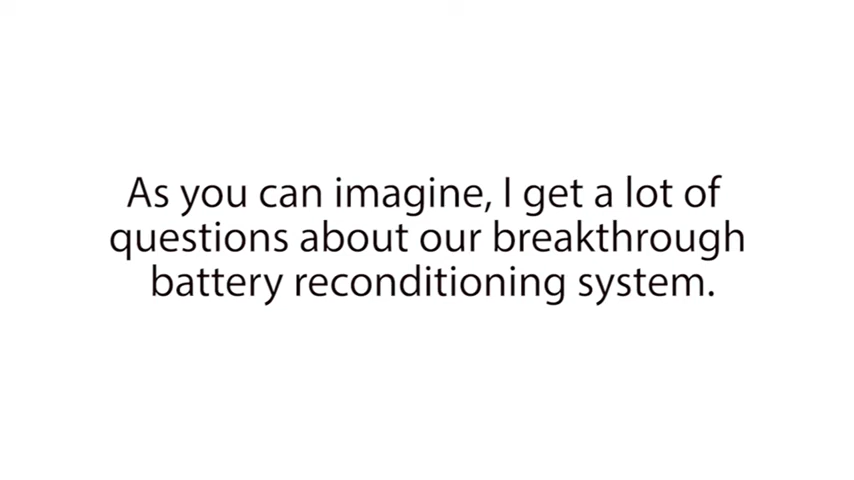 As you can imagine, I get a lot of
questions about our breakthrough
battery reconditioning system.